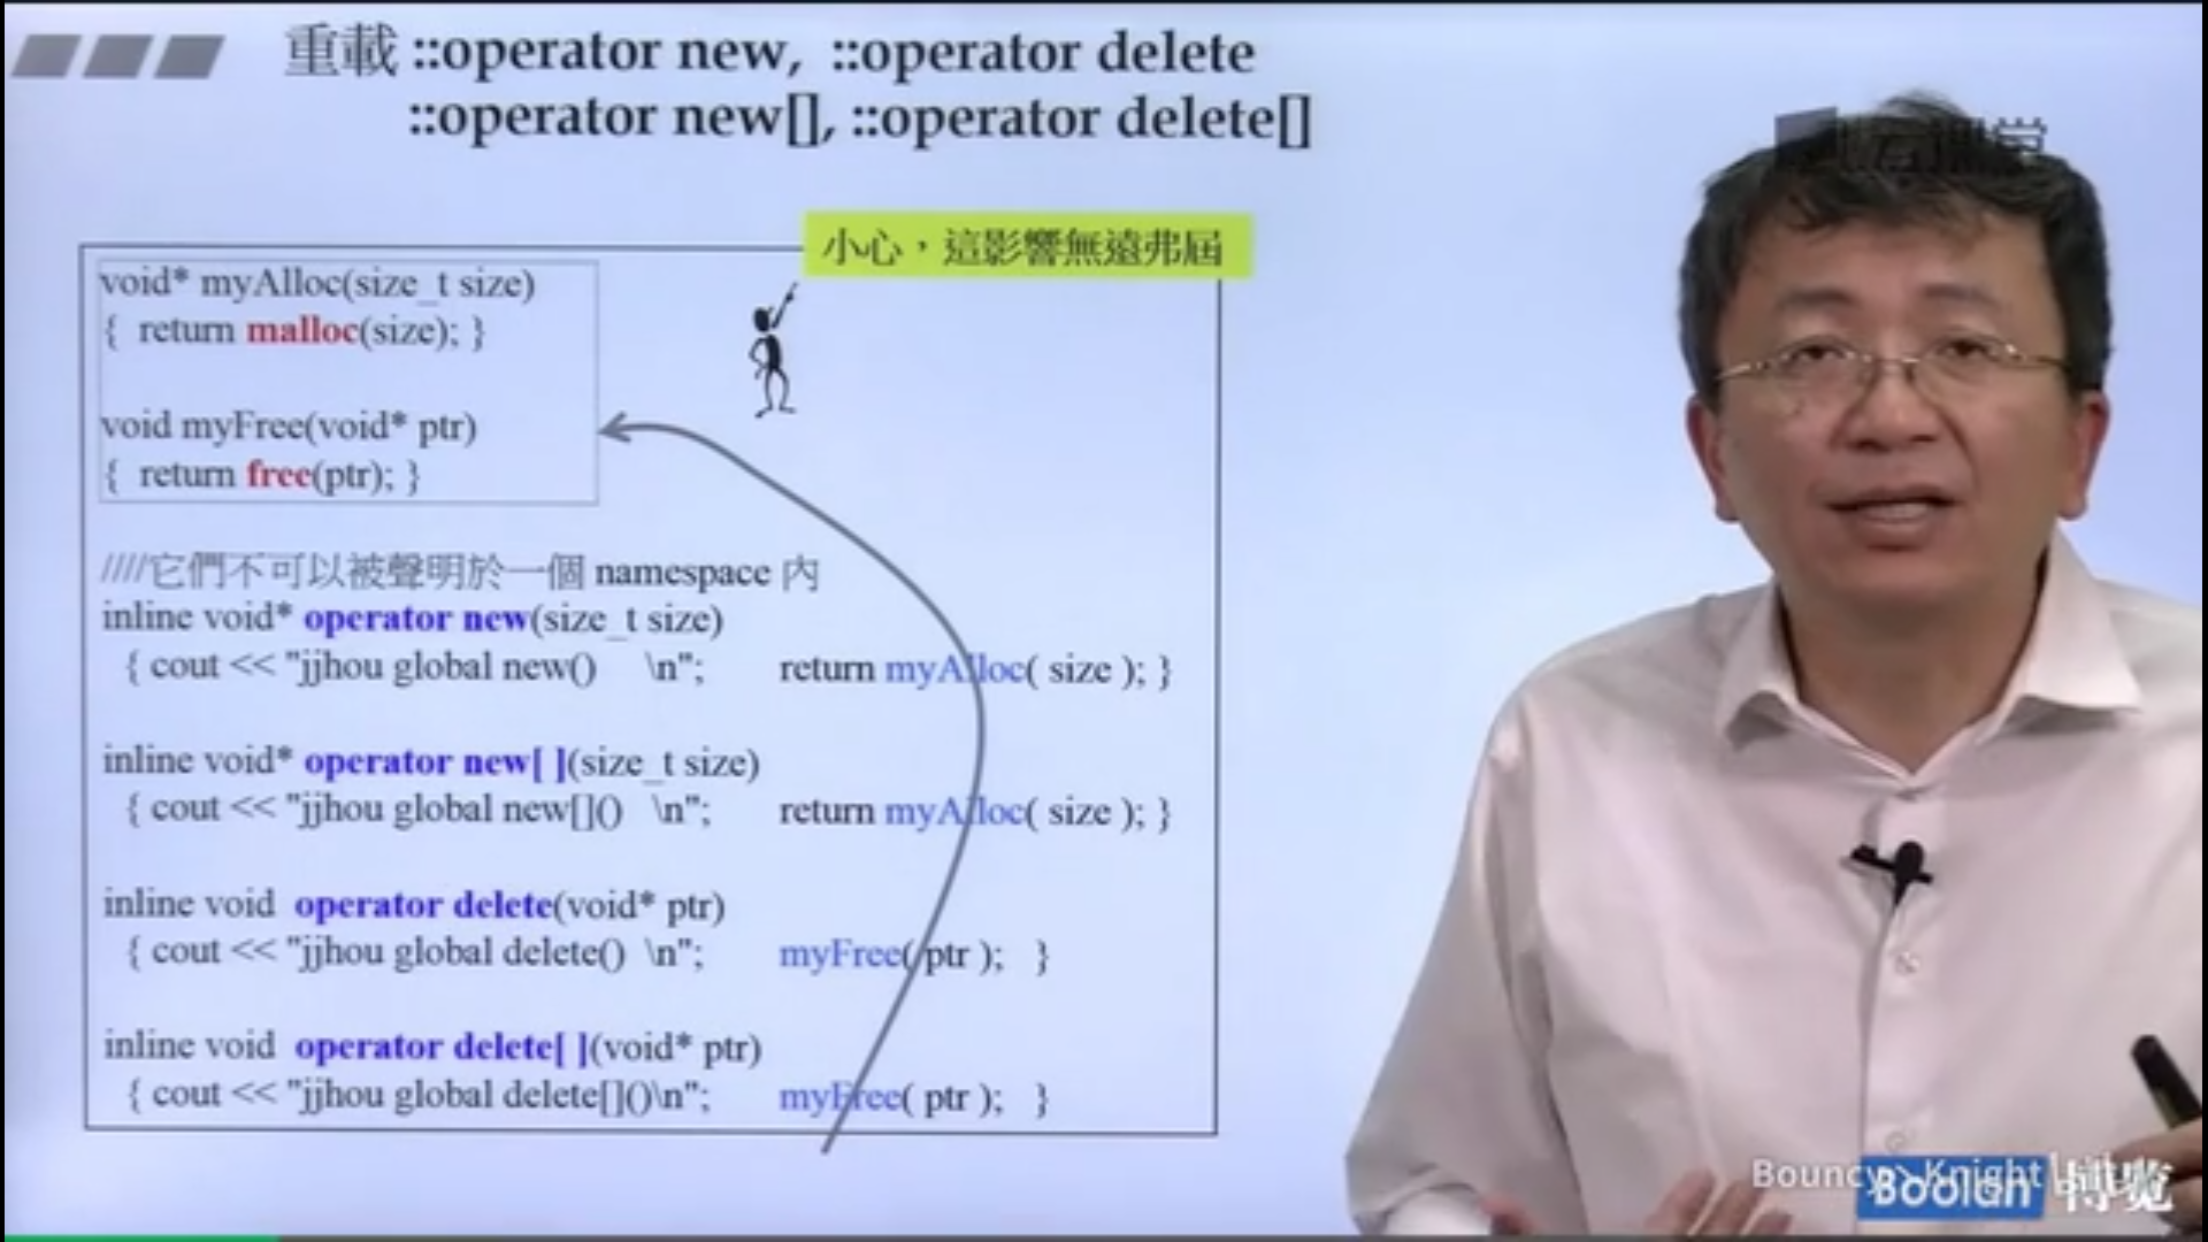 重載 ::operator new, ::operator delete
::operator new[], ::operator delete[]
小心，這影響無遠弗屆
void* myAlloc(size_t size)
{ return malloc(size); }
void myFree(void* ptr)
{ return free(ptr); }
////它們不可以被聲明於一個 namespace 內
inline void* operator new(size_t size)
{ cout << "jjhou global new() \n"; return myAlloc( size ); }
inline void* operator new[ ](size_t size)
{ cout << "jjhou global new[]() \n"; return myAlloc( size ); }
inline void operator delete(void* ptr)
{ cout << "jjhou global delete() \n"; myFree( ptr ); }
inline void operator delete[ ](void* ptr)
{ cout << "jjhou global delete[]()\n"; myFree( ptr ); }
Bouncy、Knight
Boolan 博览